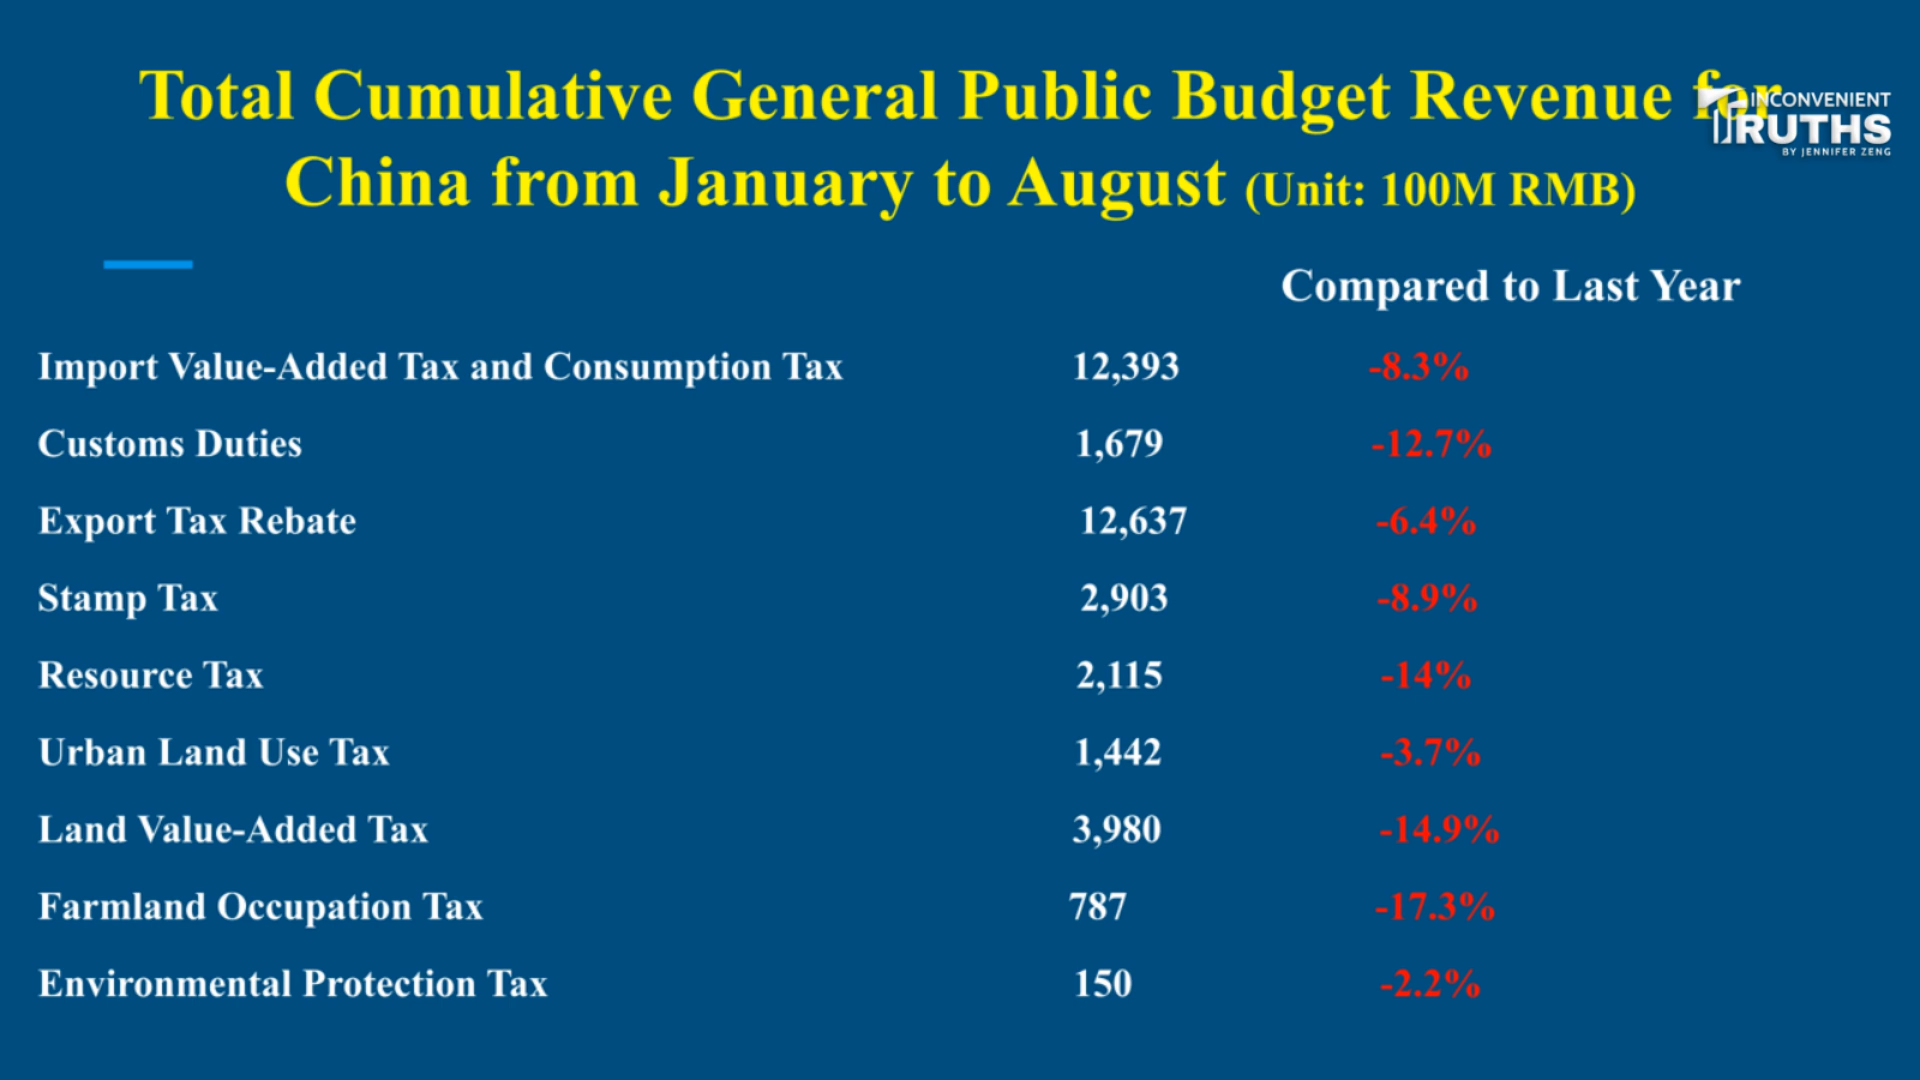 Total Cumulative General Public Budget Revenue for
China from January to August (Unit: 100M RMB)
INCONVENIENT
TRUTHS
BY JENNIFER ZENG
Compared to Last Year
Import Value-Added Tax and Consumption Tax 12,393 -8.3%
Customs Duties 1,679 -12.7%
Export Tax Rebate 12,637 -6.4%
Stamp Tax 2,903 -8.9%
Resource Tax 2,115 -14%
Urban Land Use Tax 1,442 -3.7%
Land Value-Added Tax 3,980 -14.9%
Farmland Occupation Tax 787 -17.3%
Environmental Protection Tax 150 -2.2%